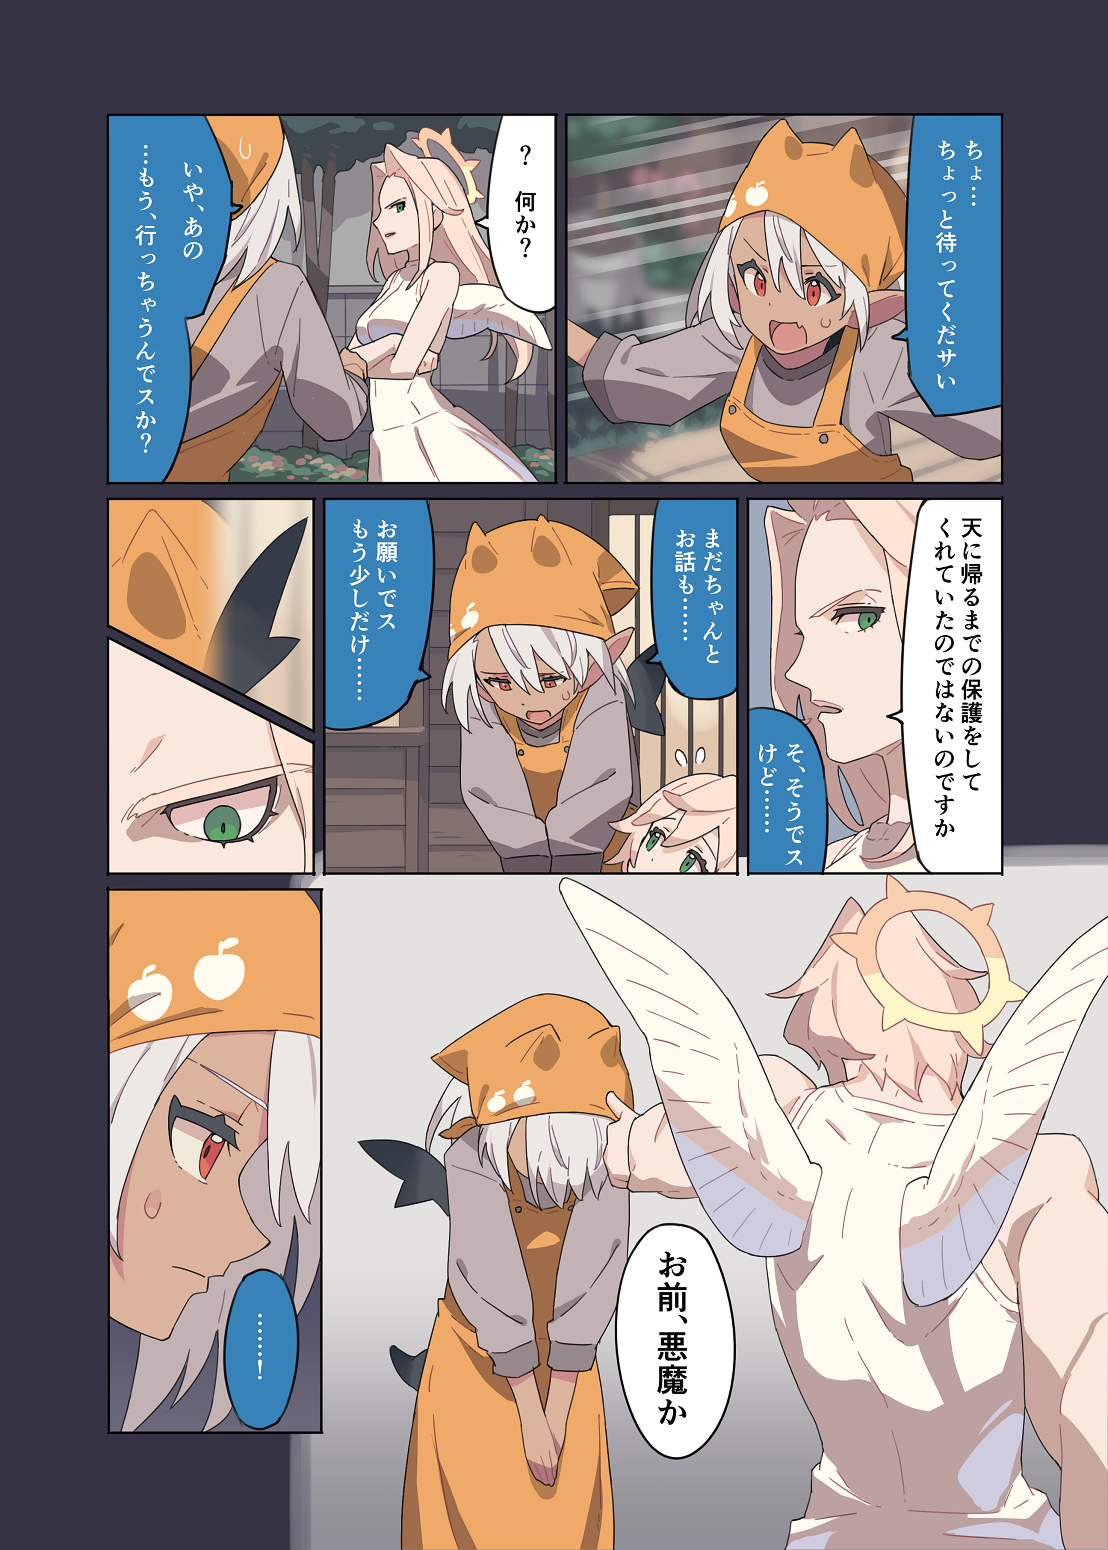 ちょ…
ちょっと待ってくだサい
？　何か？
いや、あの
…もう、行っちゃうんでスか？
天に帰るまでの保護をして
くれていたのではないのですか
そ、そうでス
けど……
まだちゃんと
お話も……
お願いでス
もう少しだけ……
お前、悪魔か
……！